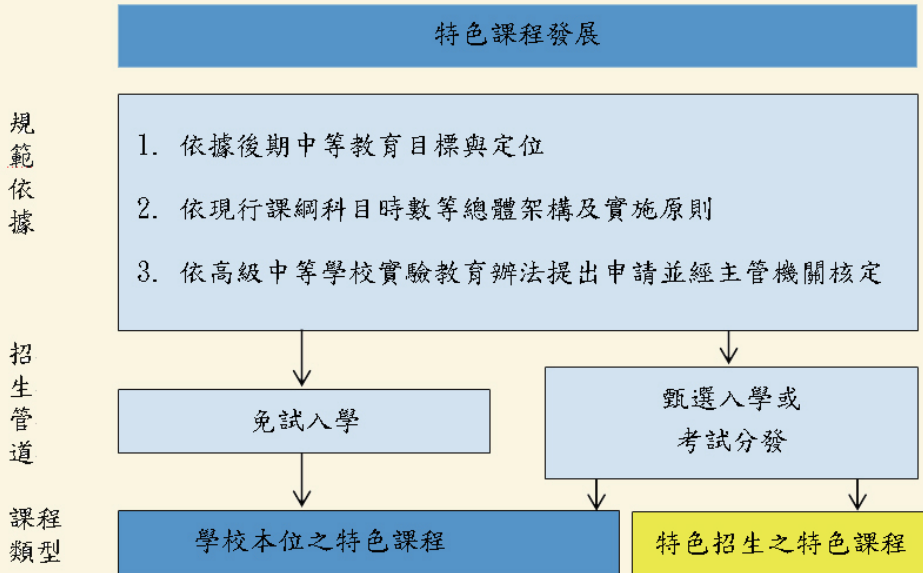 特色課程發展
規範依據
1. 依據後期中等教育目標與定位
2. 依現行課綱科目時數等總體架構及實施原則
3. 依高級中等學校實驗教育辦法提出申請並經主管機關核定
招生管道
免試入學
甄選入學或
考試分發
課程
類型
學校本位之特色課程
特色招生之特色課程